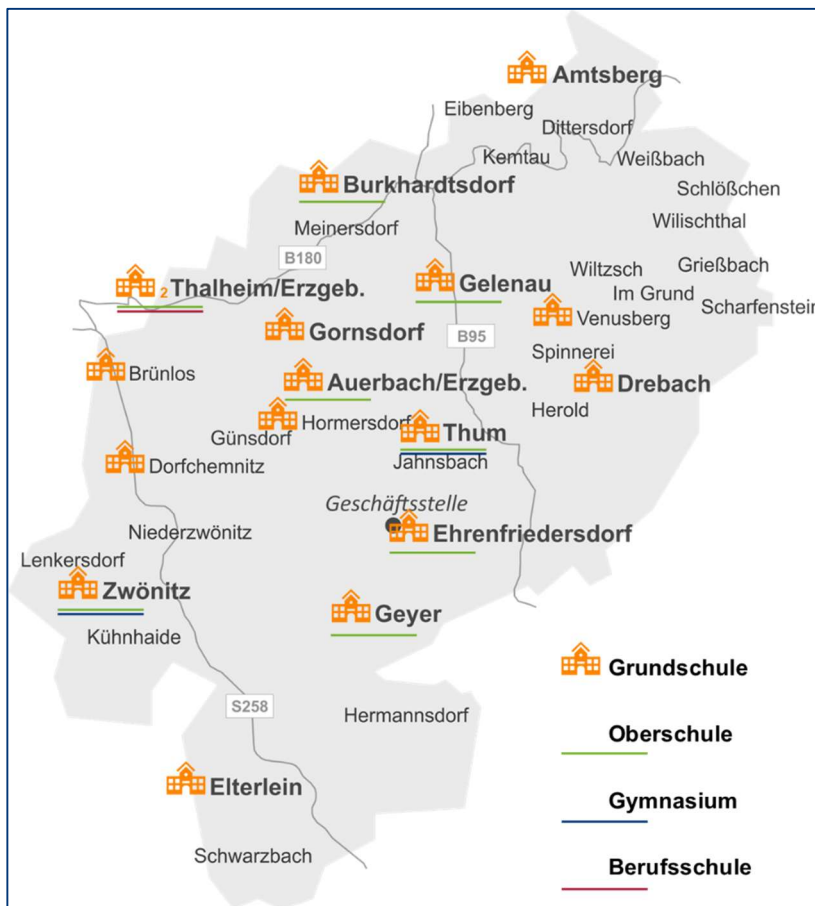 Amtsberg
Eibenberg
Dittersdorf
Kemtau
Weißbach
Burkhardtsdorf
Schlößchen
Meinersdorf
Wilischthal
B180
2
Thalheim/Erzgeb.
Gelenau
Wiltzsch
Grießbach
Im Grund
Scharfenstein
Gornsdorf
B95
Venusberg
Spinnerei
Brünlos
Auerbach/Erzgeb.
Drebach
Herold
Hormersdorf
Günsdorf
Thum
Jahnsbach
Dorfchemnitz
Geschäftsstelle
Niederzwönitz
Ehrenfriedersdorf
Lenkersdorf
Zwönitz
Geyer
Kühnhaide
Grundschule
S258
Hermannsdorf
Oberschule
Elterlein
Gymnasium
Schwarzbach
Berufsschule